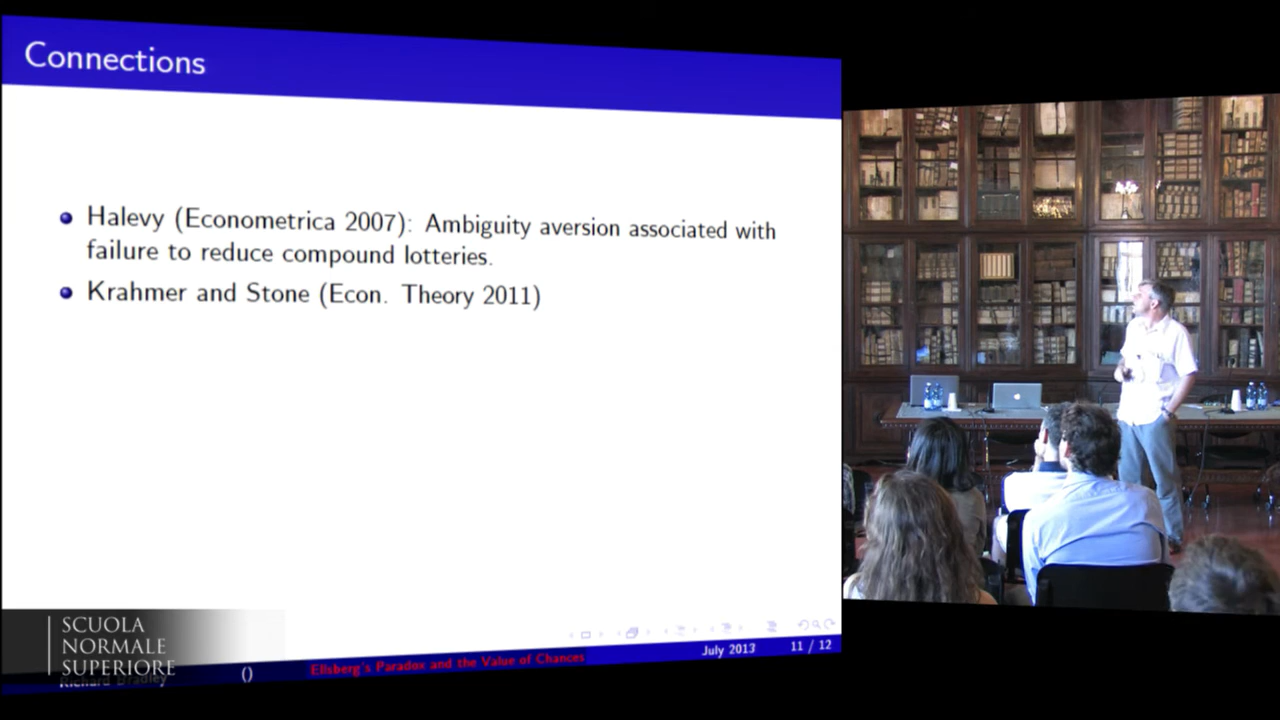 Connections
Halevy (Econometrica 2007): Ambiguity aversion associated with
failure to reduce compound lotteries.
Krahmer and Stone (Econ. Theory 2011)
SCUOLA
NORMALE
SUPERIORE
Richard Bradley
()
Ellsberg's Paradox and the Value of Chances
July 2013
11 / 12